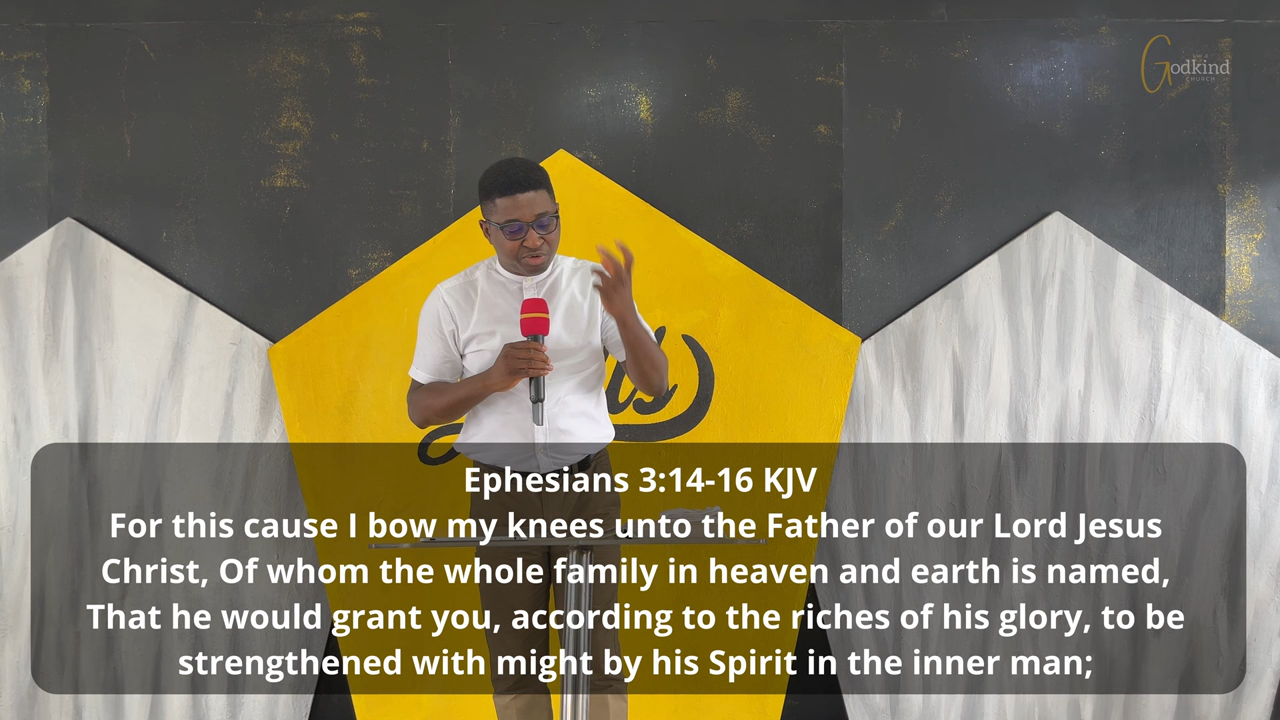 Godkind
CHURCH
Ephesians 3:14-16 KJV
For this cause I bow my knees unto the Father of our Lord Jesus
Christ, Of whom the whole family in heaven and earth is named,
That he would grant you, according to the riches of his glory, to be
strengthened with might by his Spirit in the inner man;